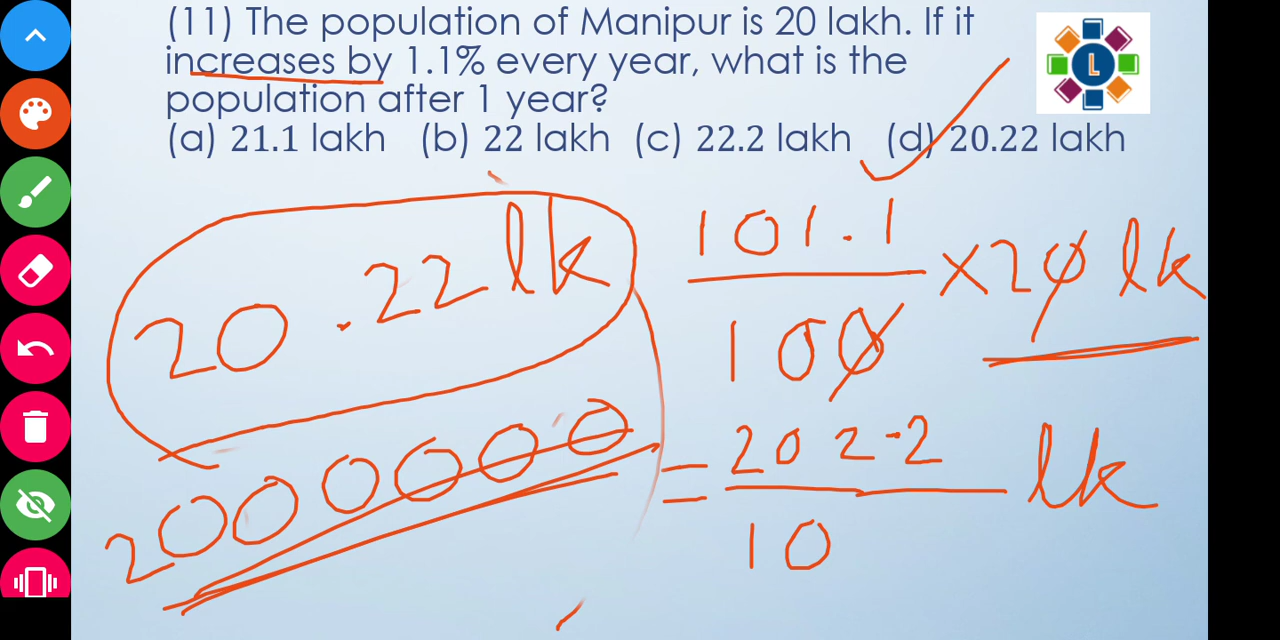 (11) The population of Manipur is 20 lakh. If it
increases by 1.1% every year, what is the
population after 1 year?
(a) 21.1 lakh (b) 22 lakh (c) 22.2 lakh (d) 20.22 lakh
L
20.22 lk
101.1
100
× 20 lk
2000000
= 202.2
10
lk